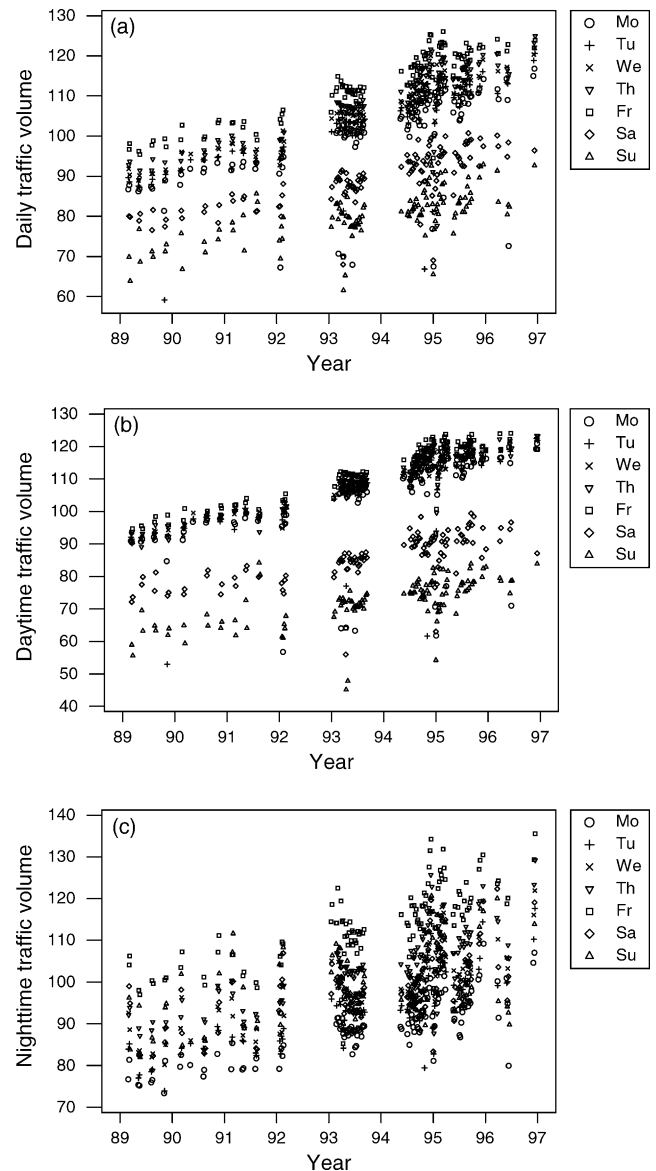 (a)
Daily traffic volume
130
120
110
100
90
80
70
60
89 90 91 92 93 94 95 96 97
Year
Mo
Tu
We
Th
Fr
Sa
Su
(b)
Daytime traffic volume
130
120
110
100
90
80
70
60
50
40
89 90 91 92 93 94 95 96 97
Year
Mo
Tu
We
Th
Fr
Sa
Su
(c)
Nighttime traffic volume
140
130
120
110
100
90
80
70
89 90 91 92 93 94 95 96 97
Year
Mo
Tu
We
Th
Fr
Sa
Su